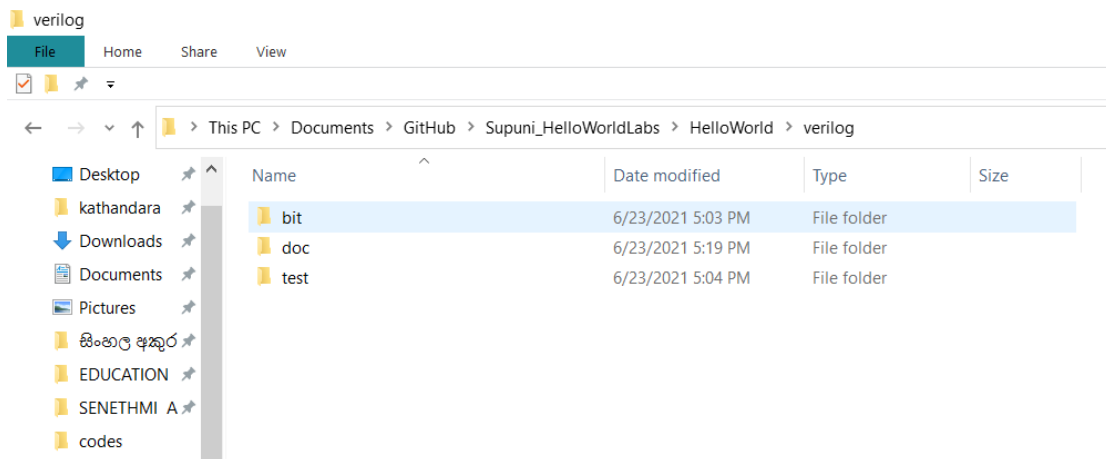 verilog
File Home Share View
This PC > Documents > GitHub > Supuni_HelloWorldLabs > HelloWorld > verilog
Desktop
kathandara
Downloads
Documents
Pictures
සිංහල අකුර
EDUCATION
SENETHMI A
codes
Name Date modified Type Size
bit 6/23/2021 5:03 PM File folder
doc 6/23/2021 5:19 PM File folder
test 6/23/2021 5:04 PM File folder